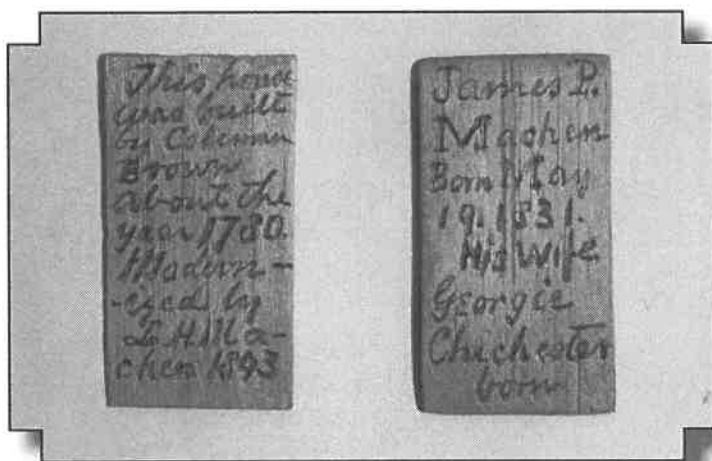 This house
was built
by Coleman
Brown
about the
year 1780.
Modern-
-ized by
Ma-
chen 1893
James P.
Machen
Born May
19. 1831.
His Wife
Georgie
Chichester
born